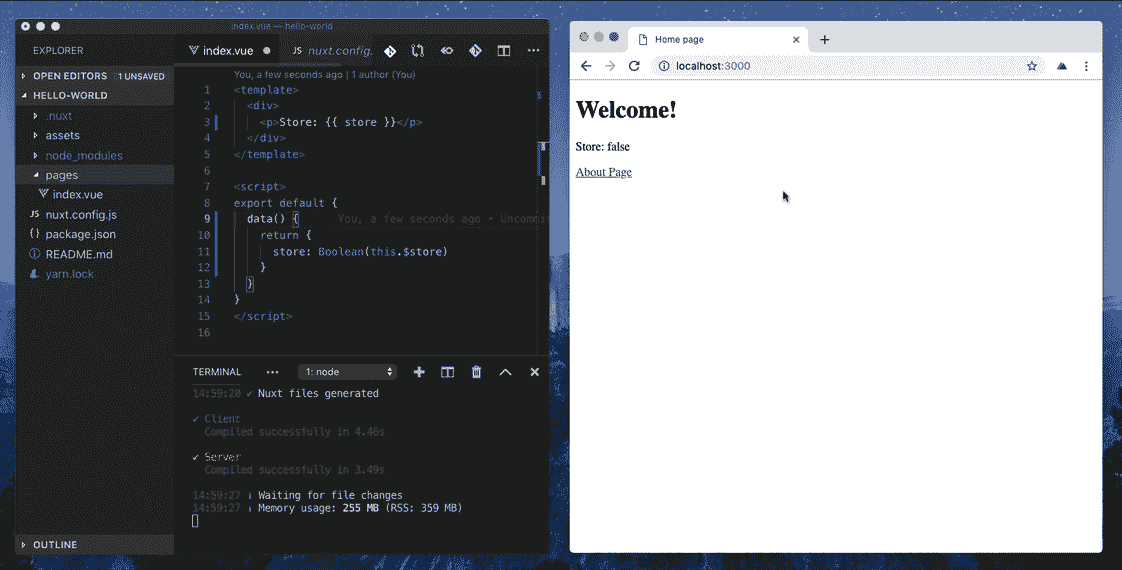 index.vue — hello-world
EXPLORER
OPEN EDITORS 1 UNSAVED
HELLO-WORLD
.nuxt
assets
node_modules
pages
index.vue
nuxt.config.js
package.json
README.md
yarn.lock
OUTLINE
index.vue
JS nuxt.config.
You, a few seconds ago | 1 author (You)
1 <template>
2 <div>
3 <p>Store: {{ store }}</p>
4 </div>
5 </template>
6
7 <script>
8 export default {
9 data() { You, a few seconds ago • Uncommit
10 return {
11 store: Boolean(this.$store)
12 }
13 }
14 }
15 </script>
16
TERMINAL ••• 1: node
14:59:20 ✓ Nuxt files generated
✓ Client
Compiled successfully in 4.46s
✓ Server
Compiled successfully in 3.49s
14:59:27 ℹ Waiting for file changes
14:59:27 ℹ Memory usage: 255 MB (RSS: 359 MB)
Home page
localhost:3000
Welcome!
Store: false
About Page